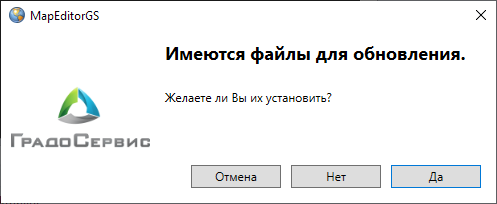 MapEditorGS
Имеются файлы для обновления.
Желаете ли Вы их установить?
ГрадоСервис
Отмена
Нет
Да